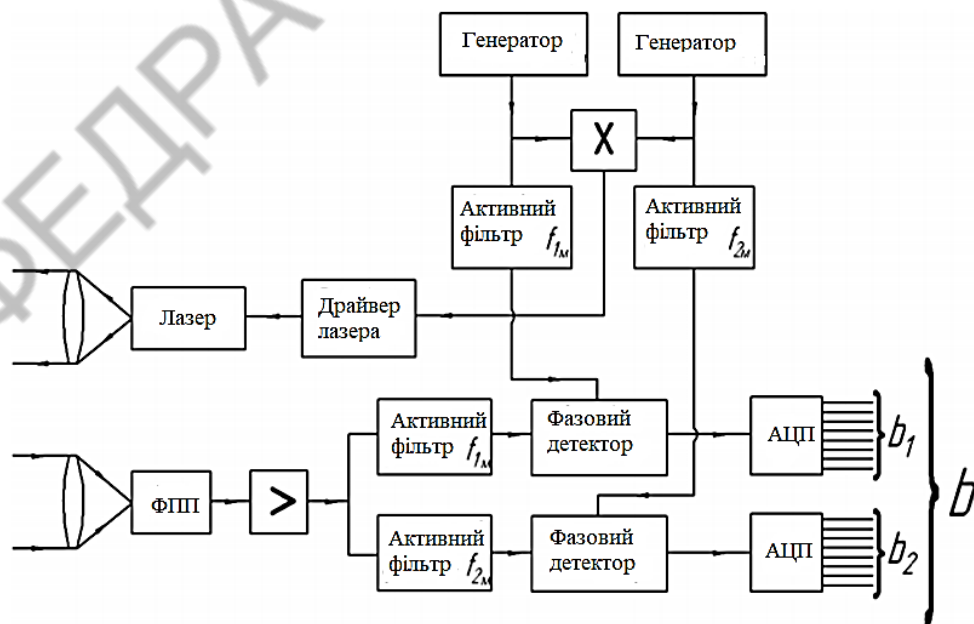 ФЕДРА
Генератор
Генератор
X
Активний
фільтр f1м
Активний
фільтр f2м
Лазер
Драйвер
лазера
Активний
фільтр f1м
Фазовий
детектор
АЦП
b1
ФПП
>
b
Активний
фільтр f2м
Фазовий
детектор
АЦП
b2